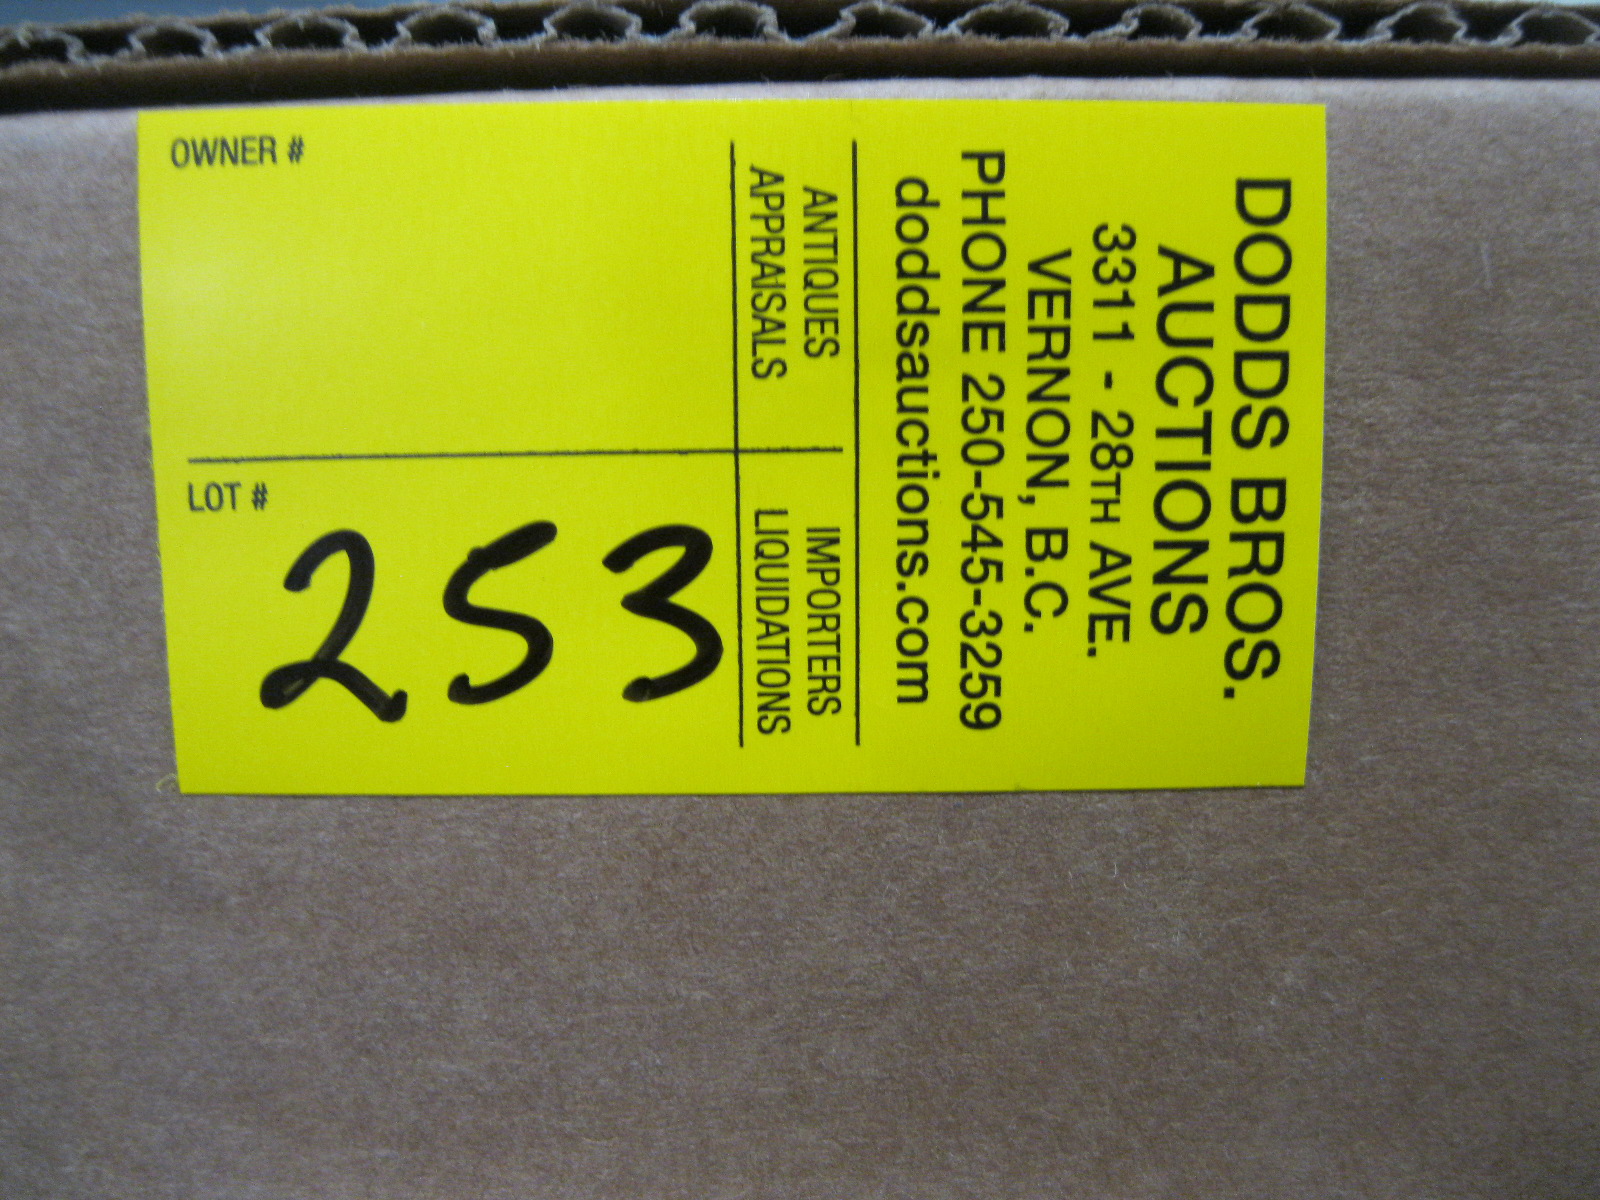 DODDS BROS.
AUCTIONS
3311 - 28TH AVE.
VERNON, B.C.
PHONE 250-545-3259
doddsauctions.com
ANTIQUES
APPRAISALS
IMPORTERS
LIQUIDATIONS
OWNER #
LOT #
253